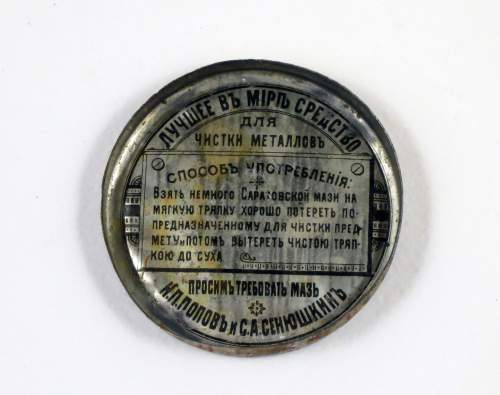 ЛУЧШЕЕ ВЪ МІРѢ СРЕДСТВО
ДЛЯ
ЧИСТКИ МЕТАЛЛОВЪ
СПОСОБЪ УПОТРЕБЛЕНІЯ:
ВЗЯТЬ НЕМНОГО САРАТОВСКОЙ МАЗИ НА
МЯГКУЮ ТРЯПКУ ХОРОШО ПОТЕРЕТЬ ПО-
ПРЕДНАЗНАЧЕННОМУ ДЛЯ ЧИСТКИ ПРЕД
МЕТУ И ПОТОМЪ ВЫТЕРЕТЬ ЧИСТОЮ ТРЯП-
КОЮ ДО СУХА
ПРОСИМЪ ТРЕБОВАТЬ МАЗЬ
И.П.ПОПОВЪ И С.А.СЕНЮШКИНЪ